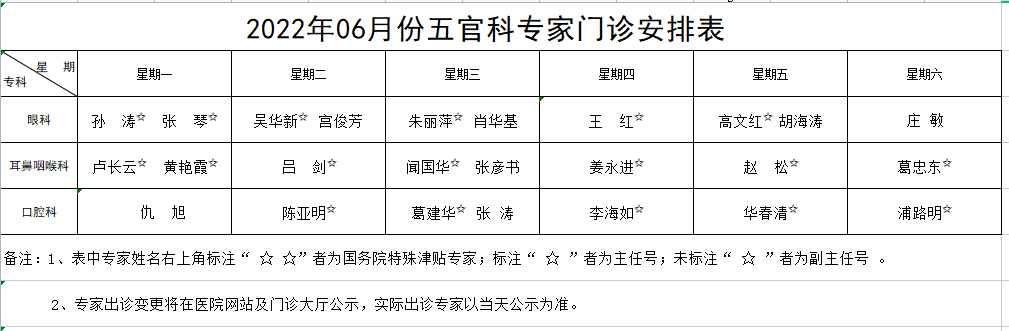 2022年06月份五官科专家门诊安排表
星 期 专科 星期一 星期二 星期三 星期四 星期五 星期六
眼科 孙 涛☆ 张 琴☆ 吴华新☆ 宫俊芳 朱丽萍☆ 肖华基 王 红☆ 高文红☆ 胡海涛 庄 敏
耳鼻咽喉科 卢长云☆ 黄艳霞☆ 吕 剑☆ 闻国华☆ 张彦书 姜永进☆ 赵 松☆ 葛忠东☆
口腔科 仇 旭 陈亚明☆ 葛建华☆ 张 涛 李海如☆ 华春清☆ 浦路明☆
备注:1、表中专家姓名右上角标注“ ☆ ☆”者为国务院特殊津贴专家;标注“ ☆ ”者为主任号;未标注“ ☆ ”者为副主任号 。
2、专家出诊变更将在医院网站及门诊大厅公示,实际出诊专家以当天公示为准。